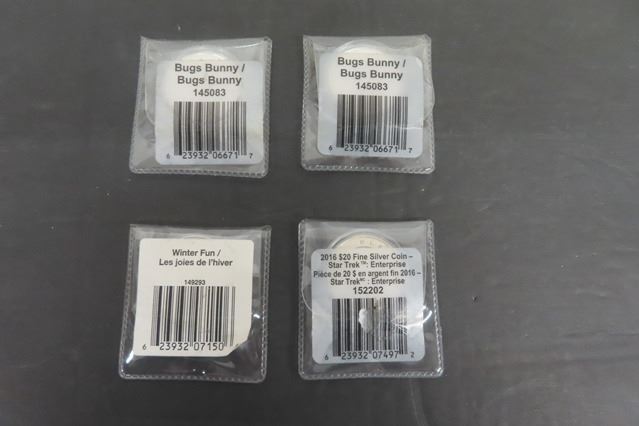 Bugs Bunny /
Bugs Bunny
145083
6 23932 06671 7
Bugs Bunny /
Bugs Bunny
145083
6 23932 06671 7
Winter Fun /
Les joies de l'hiver
149293
6 23932 07150
2016 $20 Fine Silver Coin –
Star Trek™: Enterprise
Pièce de 20 $ en argent fin 2016 –
Star Trek MC : Enterprise
152202
6 23932 07497 2